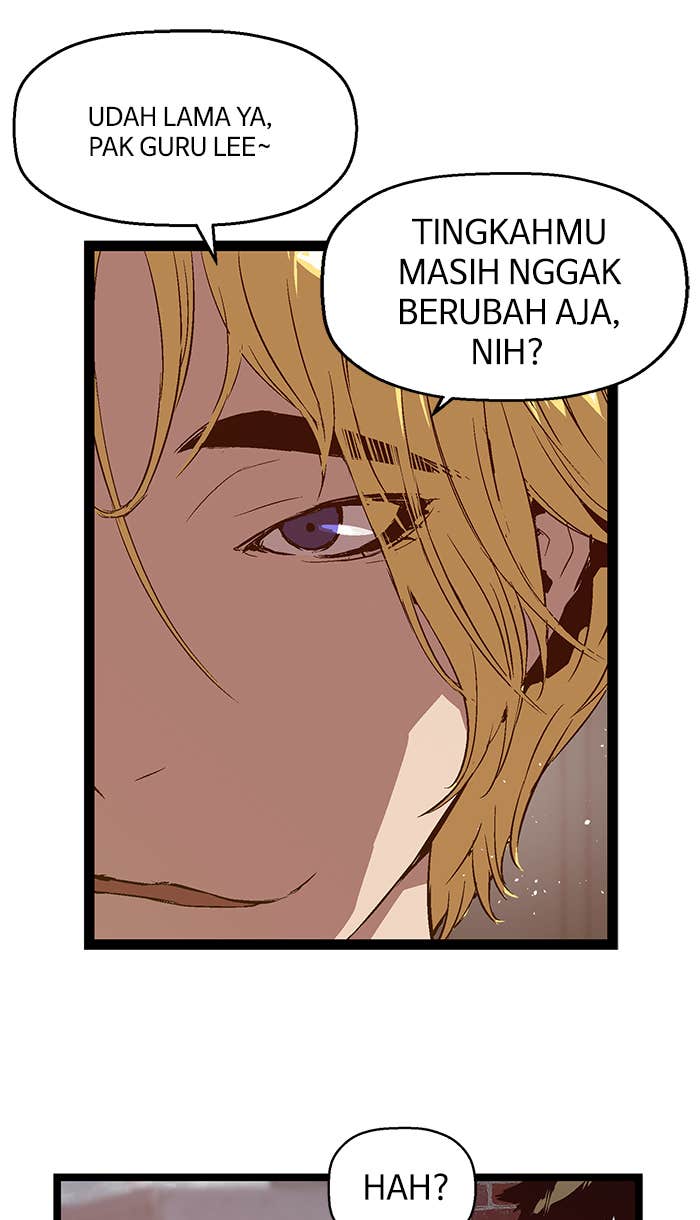 UDAH LAMA YA,
PAK GURU LEE~
TINGKAHMU
MASIH NGGAK
BERUBAH AJA,
NIH?
HAH?